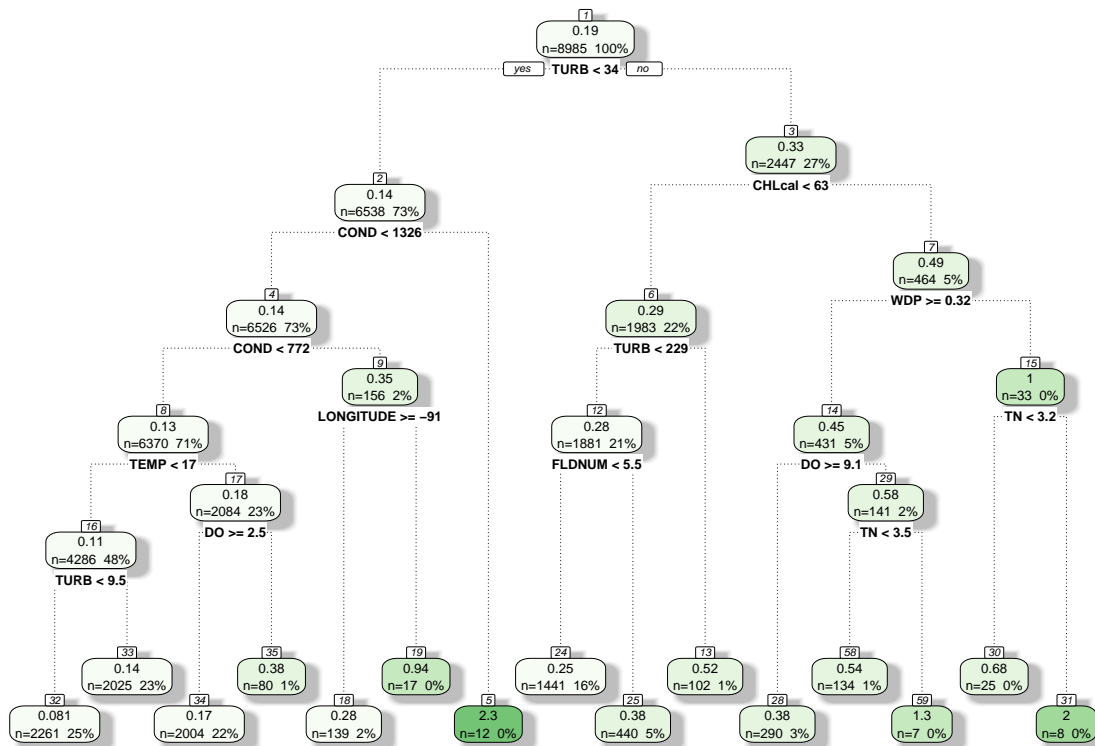 1
0.19
n=8985 100%
yes TURB < 34 no
3
0.33
n=2447 27%
CHLcal < 63
2
0.14
n=6538 73%
COND < 1326
7
0.49
n=464 5%
WDP >= 0.32
4
0.14
n=6526 73%
COND < 772
6
0.29
n=1983 22%
TURB < 229
9
0.35
n=156 2%
LONGITUDE >= −91
15
1
n=33 0%
TN < 3.2
8
0.13
n=6370 71%
TEMP < 17
12
0.28
n=1881 21%
FLDNUM < 5.5
14
0.45
n=431 5%
DO >= 9.1
17
0.18
n=2084 23%
DO >= 2.5
29
0.58
n=141 2%
TN < 3.5
16
0.11
n=4286 48%
TURB < 9.5
33
0.14
n=2025 23%
35
0.38
n=80 1%
19
0.94
n=17 0%
24
0.25
n=1441 16%
13
0.52
n=102 1%
58
0.54
n=134 1%
30
0.68
n=25 0%
32
0.081
n=2261 25%
34
0.17
n=2004 22%
18
0.28
n=139 2%
5
2.3
n=12 0%
25
0.38
n=440 5%
28
0.38
n=290 3%
59
1.3
n=7 0%
31
2
n=8 0%